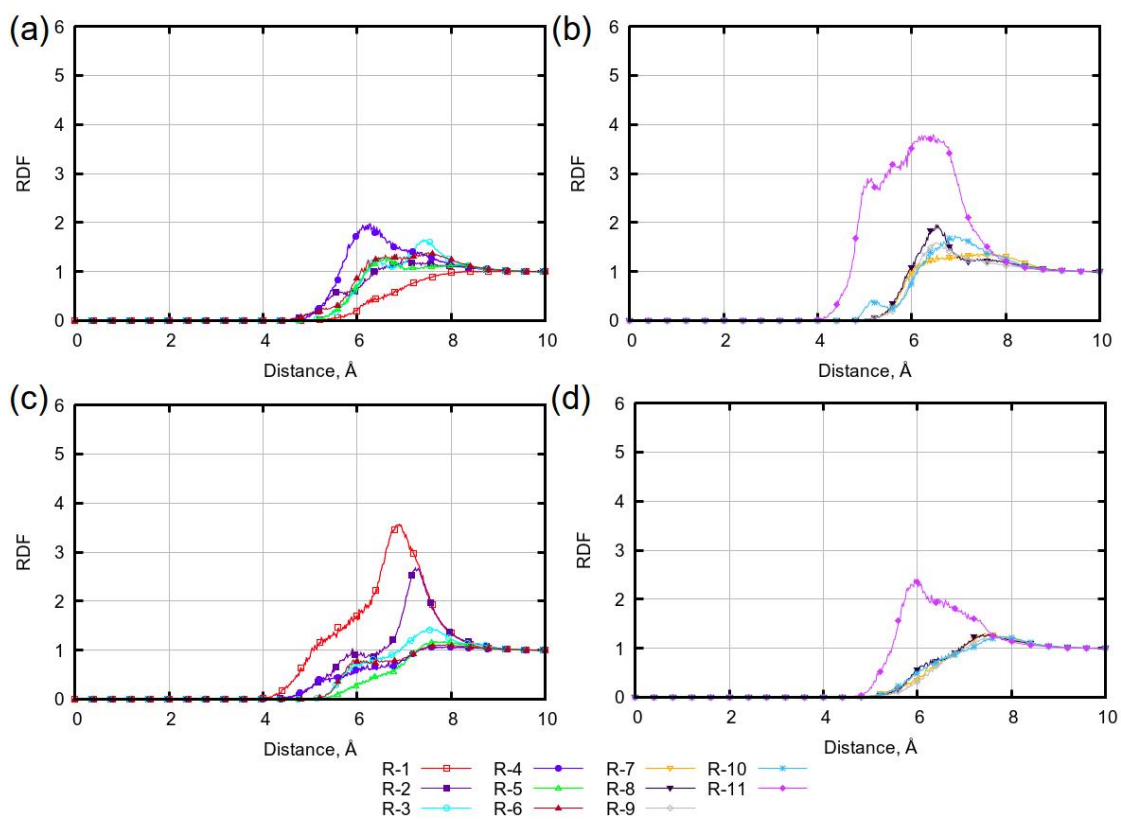 (a) (b)
6 6
5 5
4 4
3 3
2 2
1 1
0 0
RDF RDF
0 2 4 6 8 10 0 2 4 6 8 10
Distance, Å Distance, Å
(c) (d)
6 6
5 5
4 4
3 3
2 2
1 1
0 0
RDF RDF
0 2 4 6 8 10 0 2 4 6 8 10
Distance, Å Distance, Å
R-1 R-4 R-7 R-10
R-2 R-5 R-8 R-11
R-3 R-6 R-9